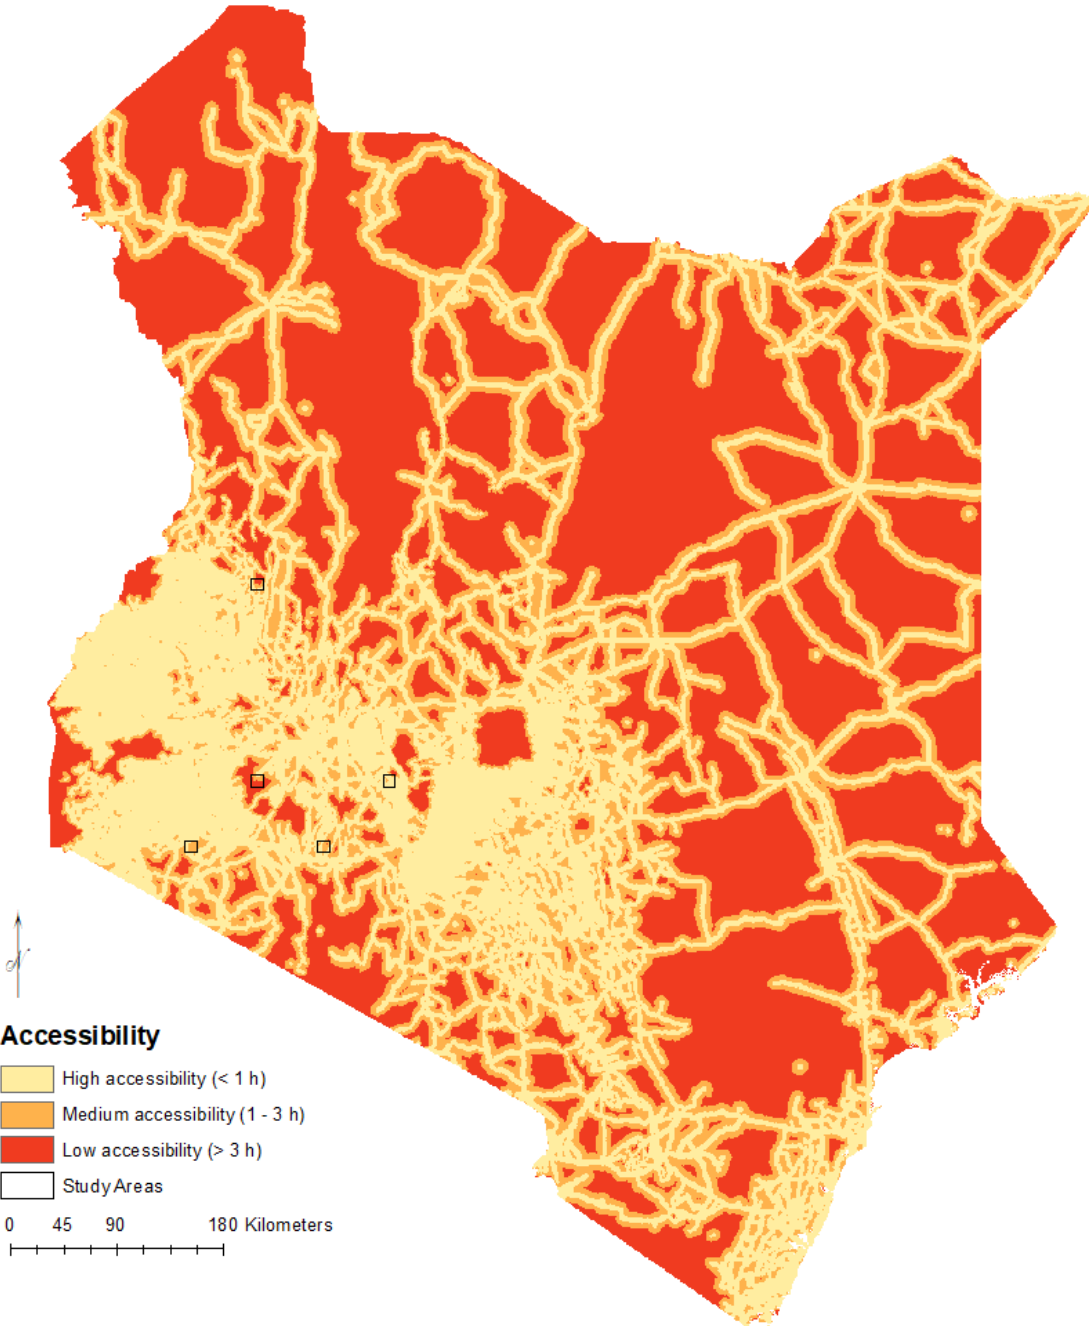 N
Accessibility
High accessibility (< 1 h)
Medium accessibility (1 - 3 h)
Low accessibility (> 3 h)
Study Areas
0 45 90 180 Kilometers